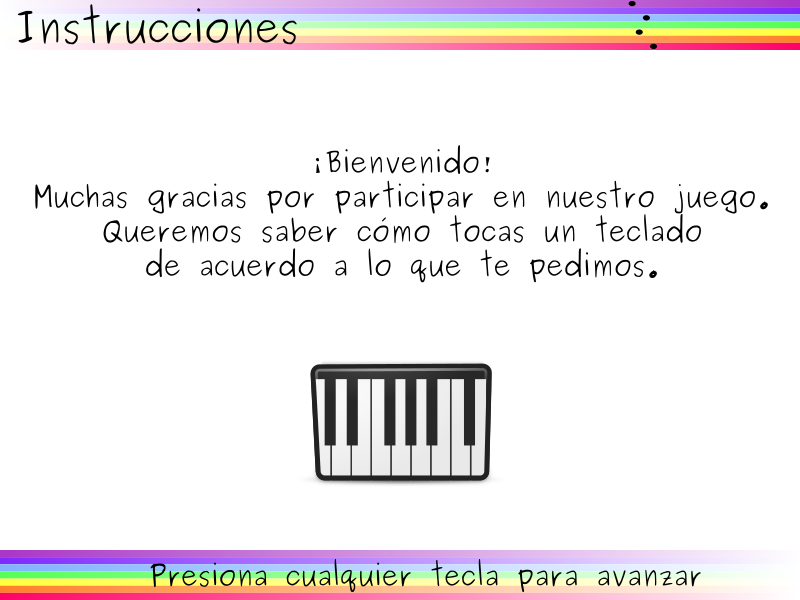 Instrucciones
¡Bienvenido!
Muchas gracias por participar en nuestro juego.
Queremos saber cómo tocas un teclado
de acuerdo a lo que te pedimos.
Presiona cualquier tecla para avanzar